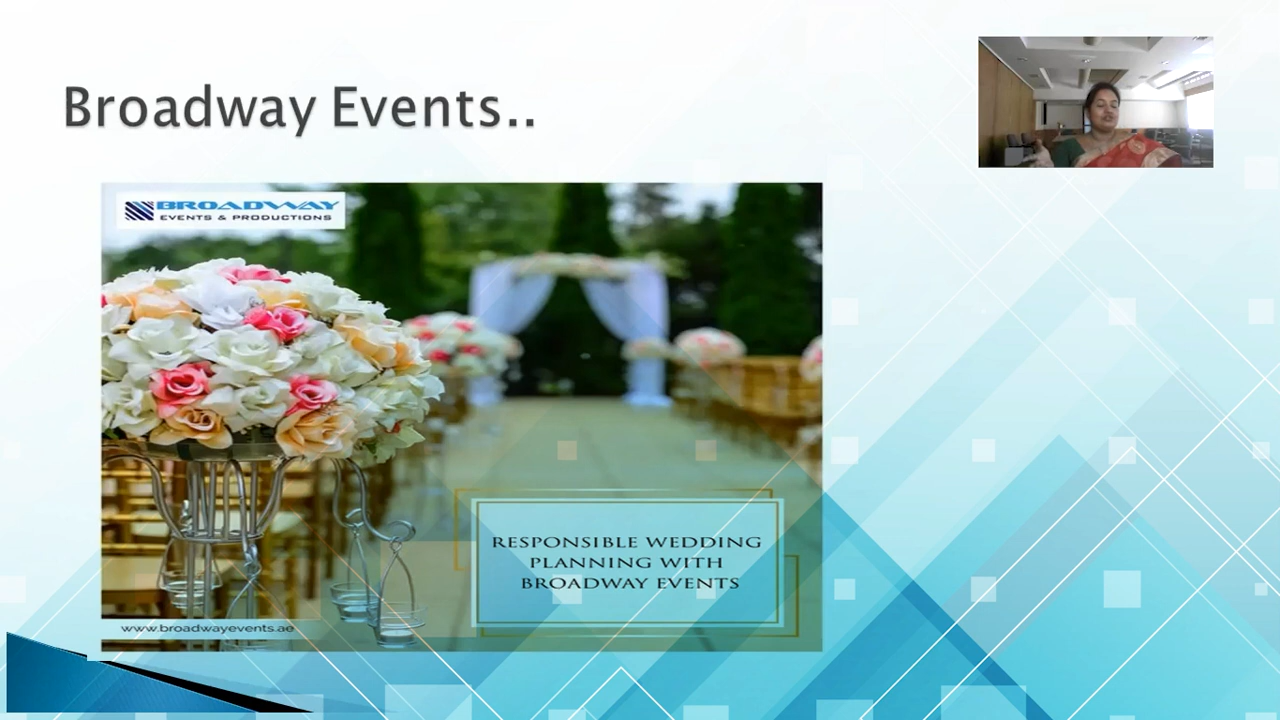 Broadway Events..
BROADWAY
EVENTS & PRODUCTIONS
RESPONSIBLE WEDDING
PLANNING WITH
BROADWAY EVENTS
www.broadwayevents.ae